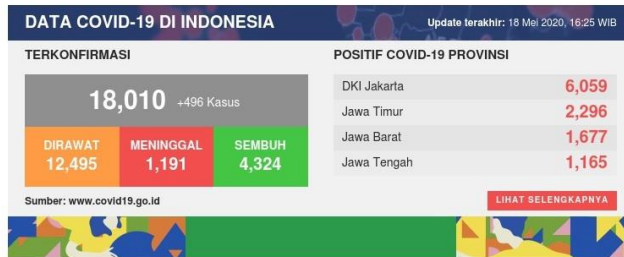 DATA COVID-19 DI INDONESIA
Update terakhir: 18 Mei 2020, 16:25 WIB
TERKONFIRMASI
18,010 +496 Kasus
DIRAWAT MENINGGAL SEMBUH
12,495 1,191 4,324
Sumber: www.covid19.go.id
POSITIF COVID-19 PROVINSI
DKI Jakarta 6,059
Jawa Timur 2,296
Jawa Barat 1,677
Jawa Tengah 1,165
LIHAT SELENGKAPNYA